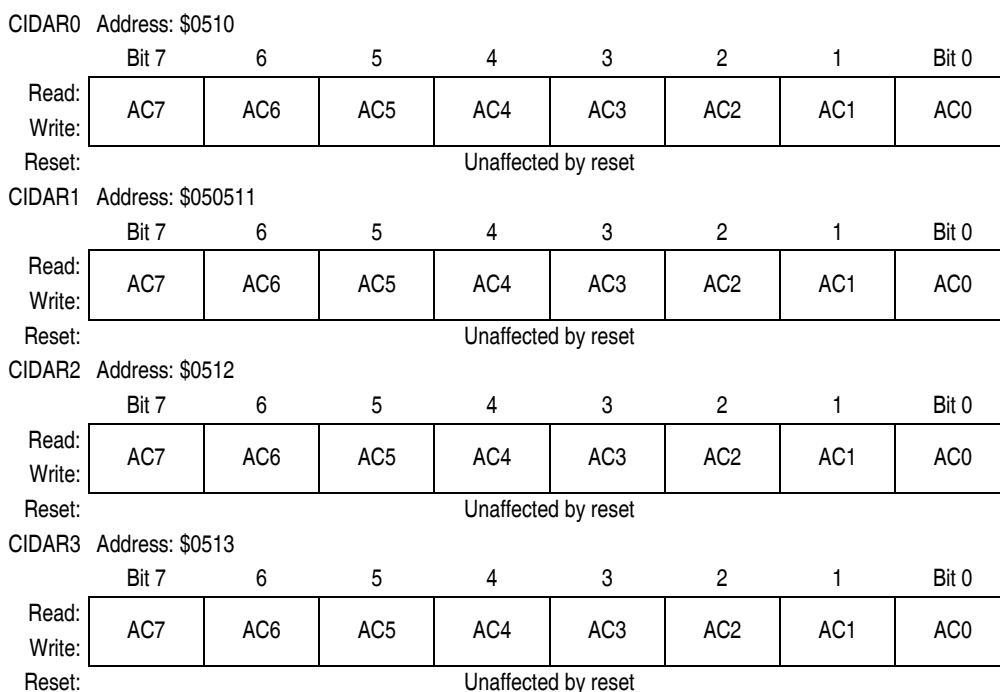 CIDAR0 Address: $0510
Bit 7 6 5 4 3 2 1 Bit 0
Read:
AC7 AC6 AC5 AC4 AC3 AC2 AC1 AC0
Write:
Reset: Unaffected by reset
CIDAR1 Address: $050511
Bit 7 6 5 4 3 2 1 Bit 0
Read:
AC7 AC6 AC5 AC4 AC3 AC2 AC1 AC0
Write:
Reset: Unaffected by reset
CIDAR2 Address: $0512
Bit 7 6 5 4 3 2 1 Bit 0
Read:
AC7 AC6 AC5 AC4 AC3 AC2 AC1 AC0
Write:
Reset: Unaffected by reset
CIDAR3 Address: $0513
Bit 7 6 5 4 3 2 1 Bit 0
Read:
AC7 AC6 AC5 AC4 AC3 AC2 AC1 AC0
Write:
Reset: Unaffected by reset